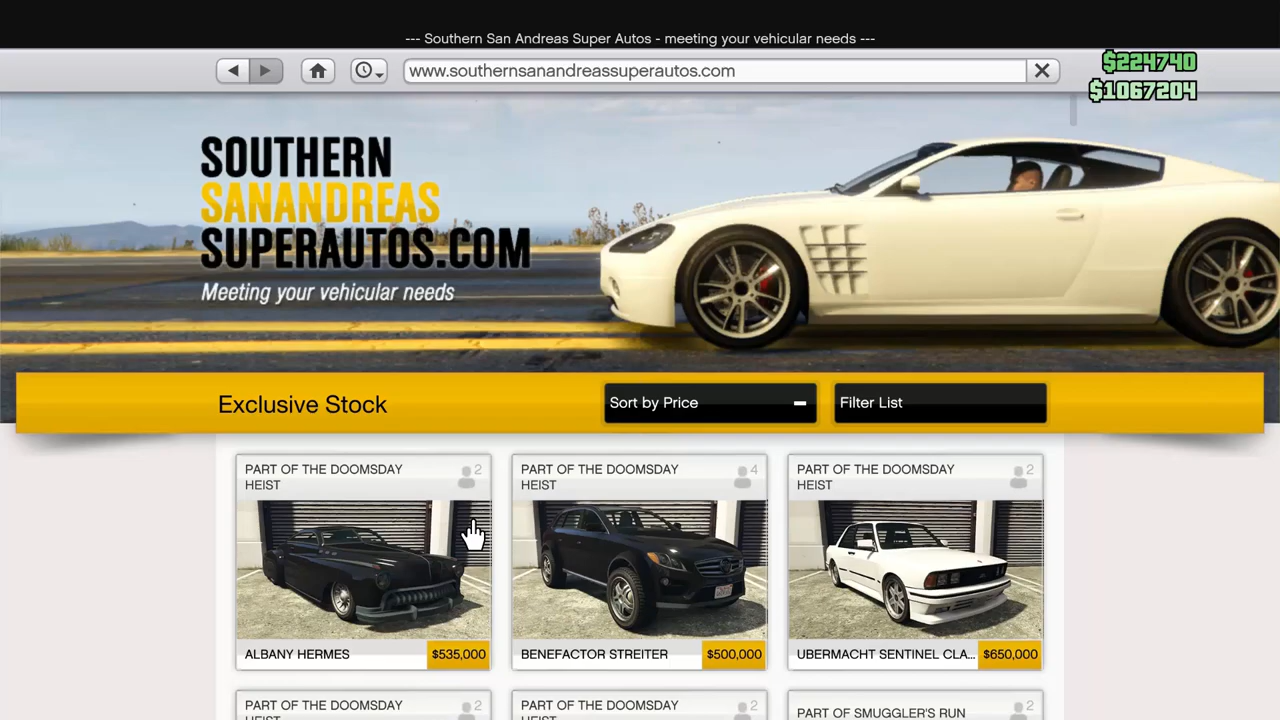 --- Southern San Andreas Super Autos - meeting your vehicular needs ---
www.southernsanandreassuperautos.com
$224740
$1067204
SOUTHERN
SANANDREAS
SUPERAUTOS.COM
Meeting your vehicular needs
Exclusive Stock
Sort by Price
Filter List
PART OF THE DOOMSDAY
HEIST
2
PART OF THE DOOMSDAY
HEIST
4
PART OF THE DOOMSDAY
HEIST
2
ALBANY HERMES
$535,000
BENEFACTOR STREITER
$500,000
UBERMACHT SENTINEL CLA...
$650,000
PART OF THE DOOMSDAY
HEIST
2
PART OF THE DOOMSDAY
HEIST
2
PART OF SMUGGLER'S RUN
2